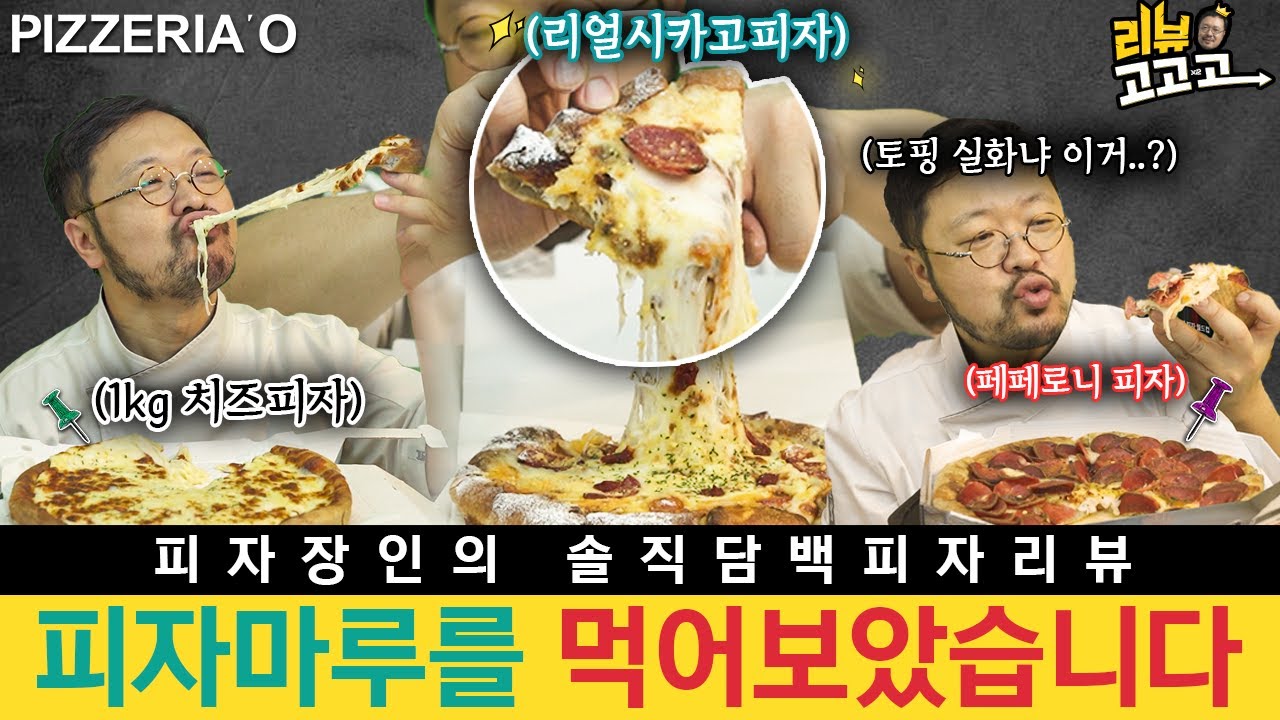 PIZZERIA'O
(리얼시카고피자)
리뷰
고고고
x2
(토핑 실화냐 이거..?)
(1kg 치즈피자)
(페페로니 피자)
피자장인의 솔직담백피자리뷰
피자마루를 먹어보았습니다